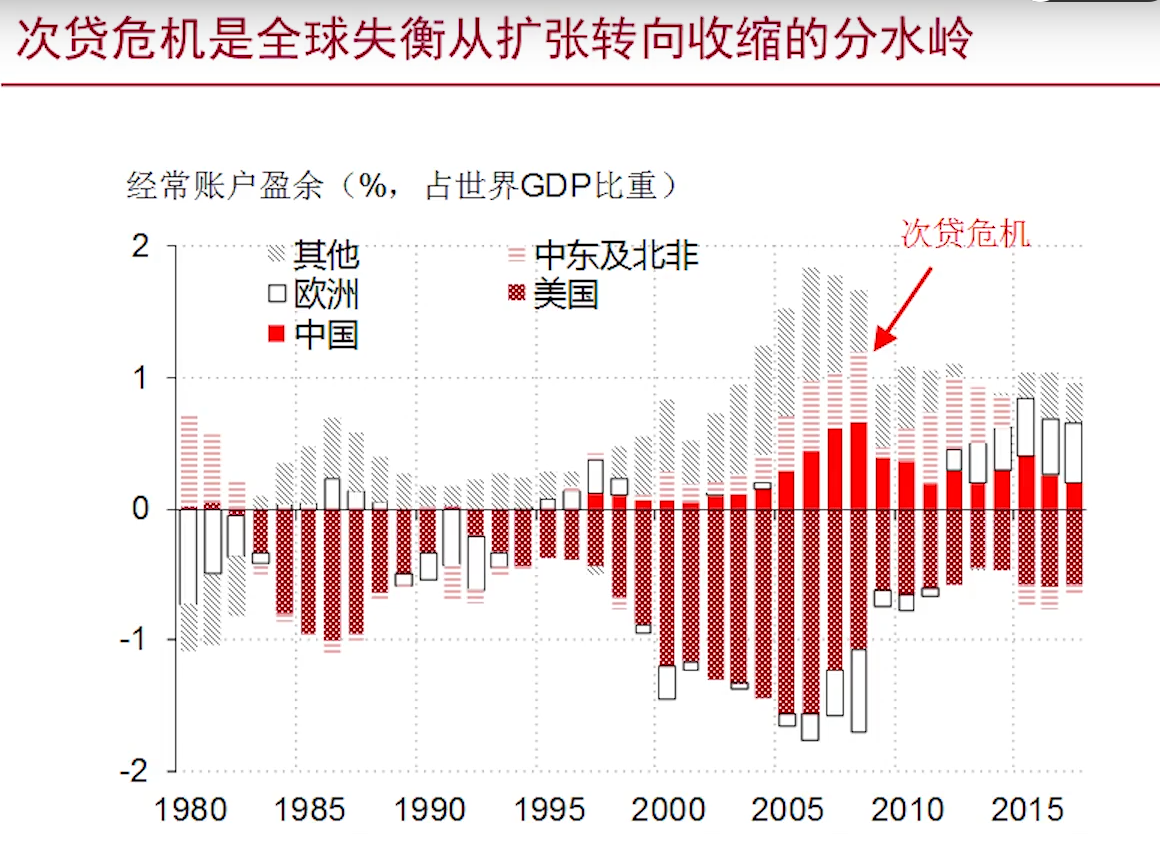 次贷危机是全球失衡从扩张转向收缩的分水岭
经常账户盈余（%， 占世界GDP比重）
次贷危机
其他
中东及北非
欧洲
美国
中国
2
1
0
-1
-2
1980 1985 1990 1995 2000 2005 2010 2015